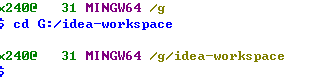 x240@ 31 MINGW64 /g
$ cd G:/idea-workspace
x240@ 31 MINGW64 /g/idea-workspace
$